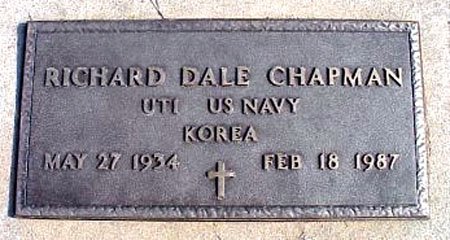 RICHARD DALE CHAPMAN
UT1 US NAVY
KOREA
MAY 27 1934 FEB 18 1987